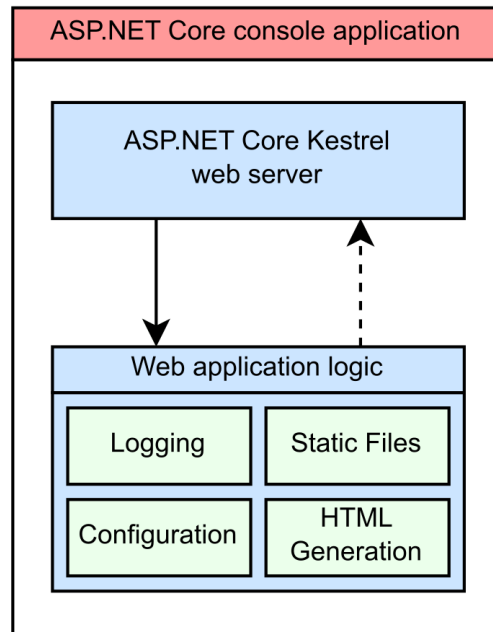 ASP.NET Core console application
ASP.NET Core Kestrel
web server
Web application logic
Logging
Static Files
Configuration
HTML
Generation